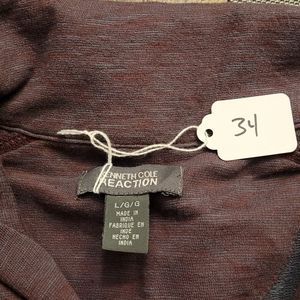 34
KENNETH COLE
REACTION
L/G/G
MADE IN
INDIA
FABRIQUE EN
INDE
HECHO EN
INDIA